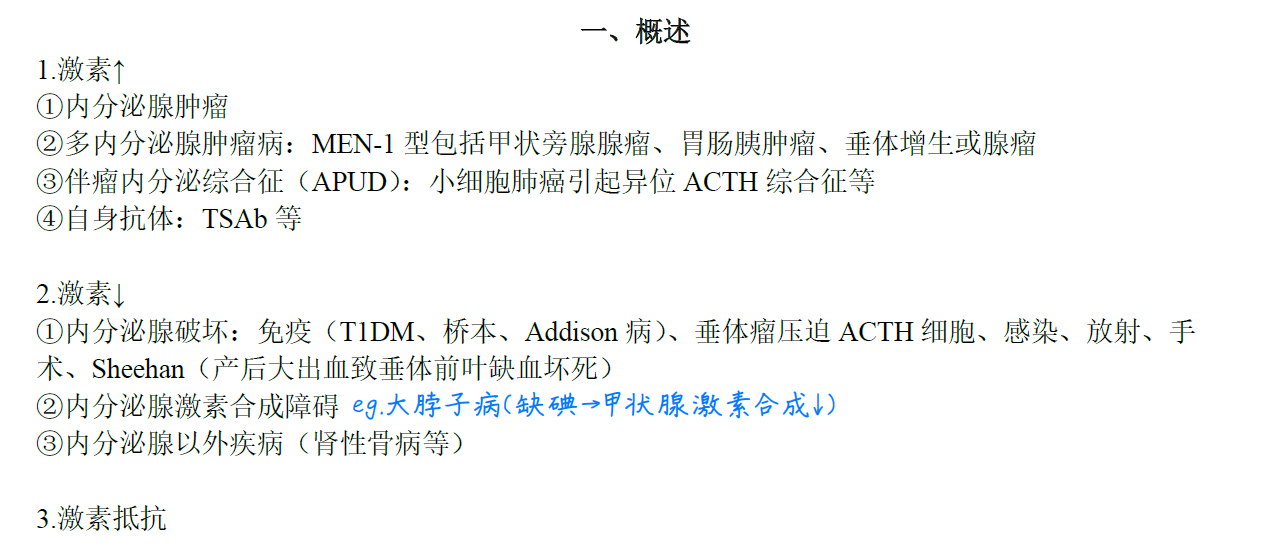 一、概述
1.激素↑
①内分泌腺肿瘤
②多内分泌腺肿瘤病：MEN-1 型包括甲状旁腺腺瘤、胃肠胰肿瘤、垂体增生或腺瘤
③伴瘤内分泌综合征（APUD）：小细胞肺癌引起异位 ACTH 综合征等
④自身抗体：TSAb 等
2.激素↓
①内分泌腺破坏：免疫（T1DM、桥本、Addison 病）、垂体瘤压迫 ACTH 细胞、感染、放射、手
术、Sheehan（产后大出血致垂体前叶缺血坏死）
②内分泌腺激素合成障碍 eg.大脖子病(缺碘→甲状腺激素合成↓)
③内分泌腺以外疾病（肾性骨病等）
3.激素抵抗